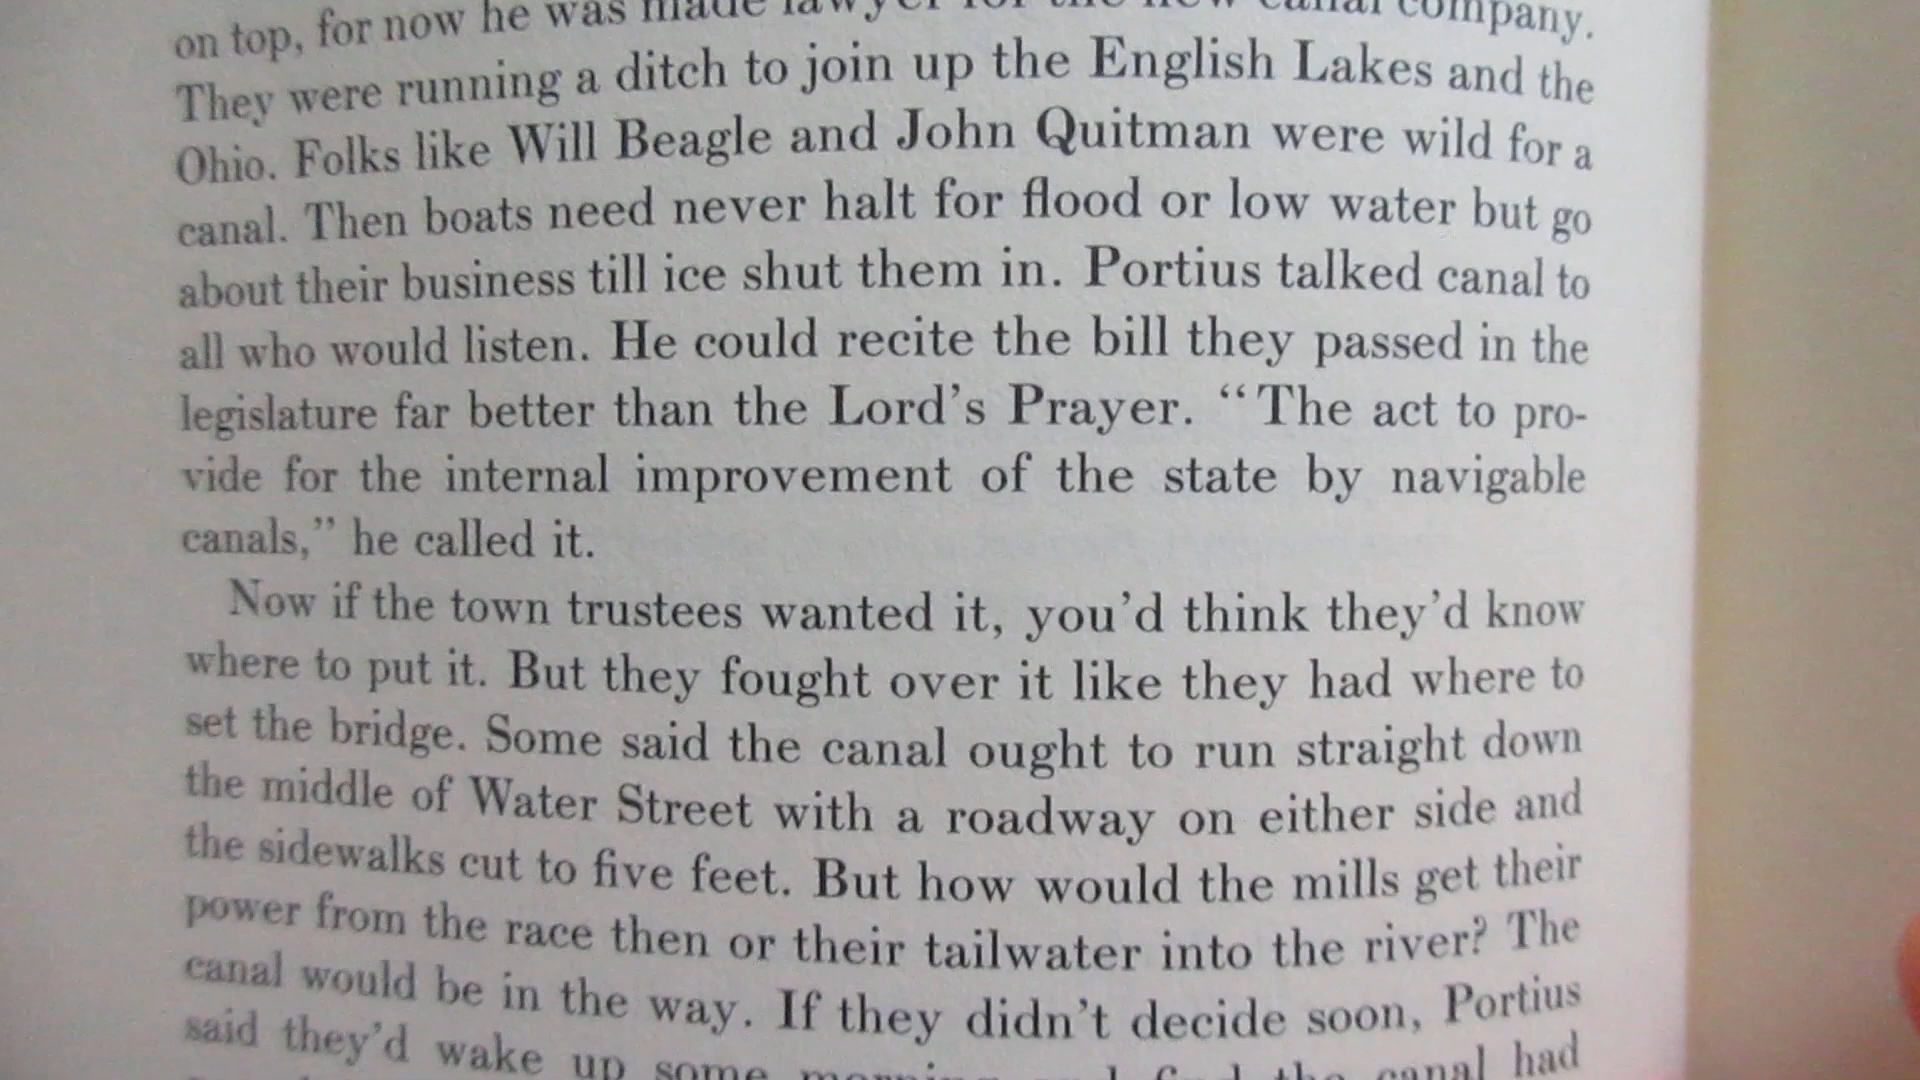 on top, for now he was made lawyer for the new canal company.
They were running a ditch to join up the English Lakes and the
Ohio. Folks like Will Beagle and John Quitman were wild for a
canal. Then boats need never halt for flood or low water but go
about their business till ice shut them in. Portius talked canal to
all who would listen. He could recite the bill they passed in the
legislature far better than the Lord's Prayer. “The act to pro-
vide for the internal improvement of the state by navigable
canals,” he called it.
Now if the town trustees wanted it, you'd think they'd know
where to put it. But they fought over it like they had where to
set the bridge. Some said the canal ought to run straight down
the middle of Water Street with a roadway on either side and
the sidewalks cut to five feet. But how would the mills get their
power from the race then or their tailwater into the river? The
canal would be in the way. If they didn't decide soon, Portius
said they'd wake up some morning and find the canal had